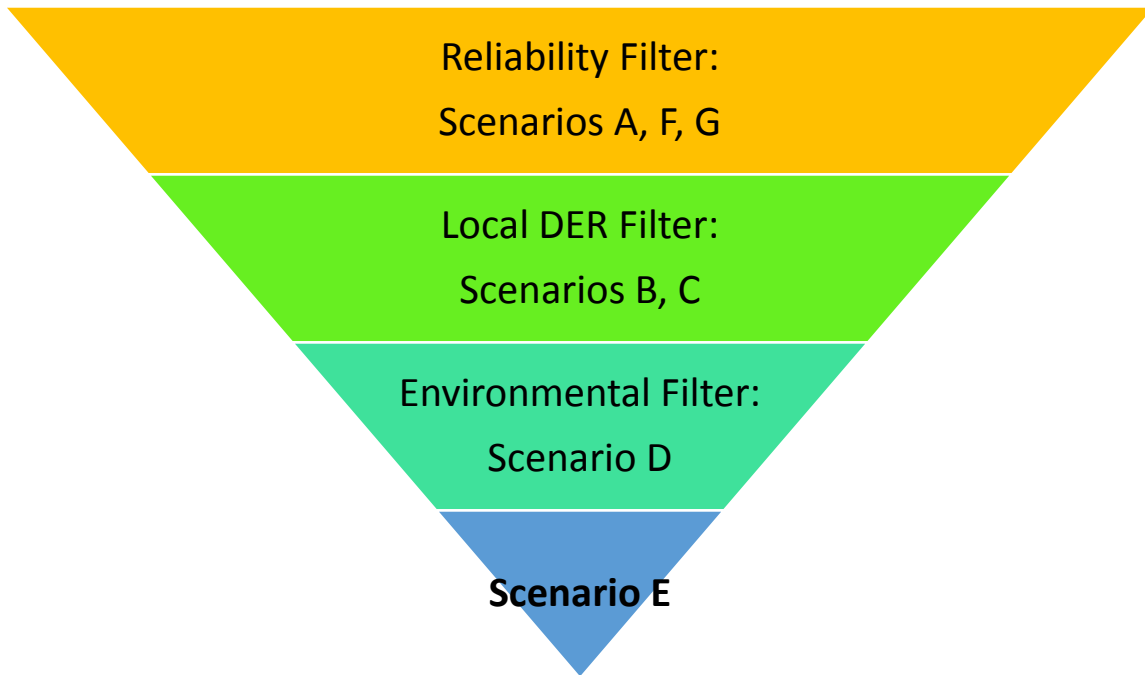 Reliability Filter:
Scenarios A, F, G
Local DER Filter:
Scenarios B, C
Environmental Filter:
Scenario D
Scenario E